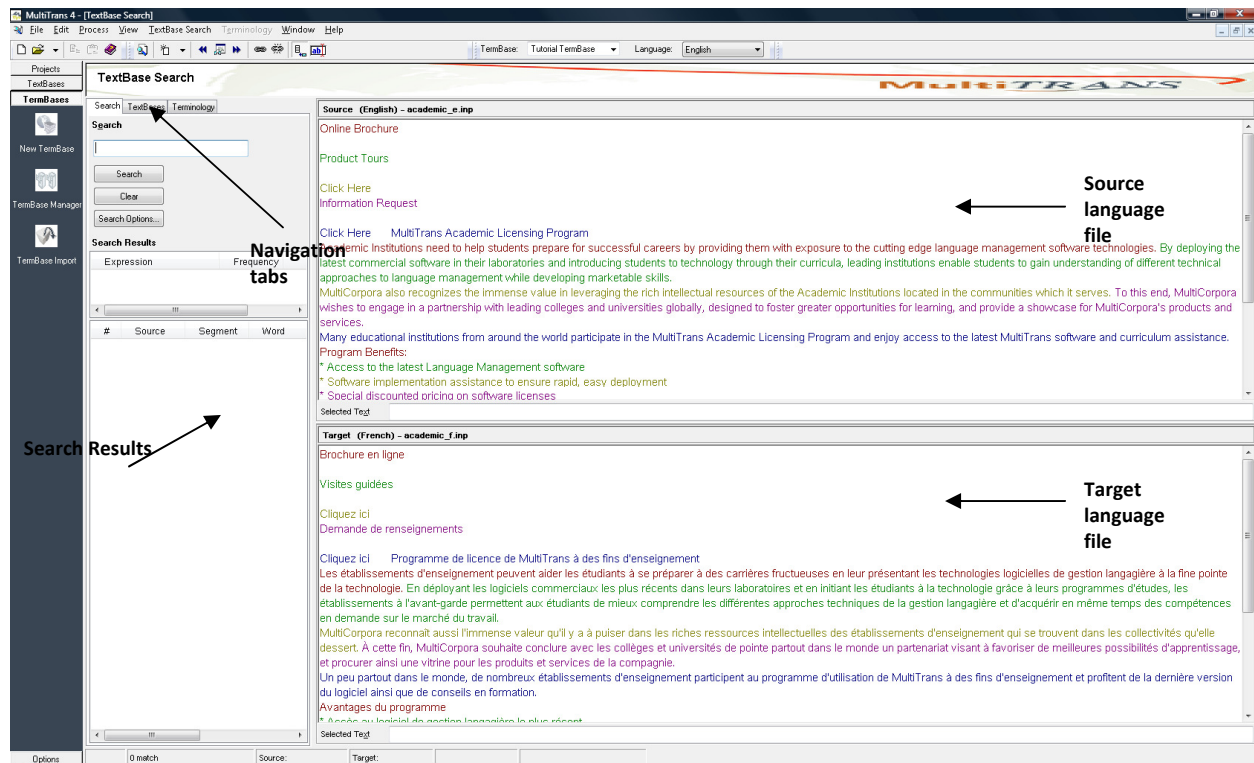 MultiTrans 4 - [TextBase Search]
File Edit Process View TextBase Search Terminology Window Help
TermBase: Tutorial TermBase Language: English
Projects
TextBases
TermBases
New TermBase
TermBase Manager
TermBase Import
Options
TextBase Search
MultiTRANS
Search TextBases Terminology
Search
Search
Clear
Search Options...
Search Results
Expression Frequency
# Source Segment Word
Navigation
tabs
Search Results
Source (English) - academic_e.inp
Online Brochure
Product Tours
Click Here
Information Request
Click Here MultiTrans Academic Licensing Program
Academic Institutions need to help students prepare for successful careers by providing them with exposure to the cutting edge language management software technologies. By deploying the
latest commercial software in their laboratories and introducing students to technology through their curricula, leading institutions enable students to gain understanding of different technical
approaches to language management while developing marketable skills.
MultiCorpora also recognizes the immense value in leveraging the rich intellectual resources of the Academic Institutions located in the communities which it serves. To this end, MultiCorpora
wishes to engage in a partnership with leading colleges and universities globally, designed to foster greater opportunities for learning, and provide a showcase for MultiCorpora's products and
services.
Many educational institutions from around the world participate in the MultiTrans Academic Licensing Program and enjoy access to the latest MultiTrans software and curriculum assistance.
Program Benefits:
* Access to the latest Language Management software
* Software implementation assistance to ensure rapid, easy deployment
* Special discounted pricing on software licenses
Selected Text
Source
language
file
Target (French) - academic_f.inp
Brochure en ligne
Visites guidées
Cliquez ici
Demande de renseignements
Cliquez ici Programme de licence de MultiTrans à des fins d'enseignement
Les établissements d'enseignement peuvent aider les étudiants à se préparer à des carrières fructueuses en leur présentant les technologies logicielles de gestion langagière à la fine pointe
de la technologie. En déployant les logiciels commerciaux les plus récents dans leurs laboratoires et en initiant les étudiants à la technologie grâce à leurs programmes d'études, les
établissements à l'avant-garde permettent aux étudiants de mieux comprendre les différentes approches techniques de la gestion langagière et d'acquérir en même temps des compétences
en demande sur le marché du travail.
MultiCorpora reconnaît aussi l'immense valeur qu'il y a à puiser dans les riches ressources intellectuelles des établissements d'enseignement qui se trouvent dans les collectivités qu'elle
dessert. À cette fin, MultiCorpora souhaite conclure avec les collèges et universités de pointe partout dans le monde un partenariat visant à favoriser de meilleures possibilités d'apprentissage,
et procurer ainsi une vitrine pour les produits et services de la compagnie.
Un peu partout dans le monde, de nombreux établissements d'enseignement participent au programme d'utilisation de MultiTrans à des fins d'enseignement et profitent de la dernière version
du logiciel ainsi que de conseils en formation.
Avantages du programme
* Accès au logiciel de gestion langagière le plus récent
Selected Text
Target
language
file
0 match Source: Target: